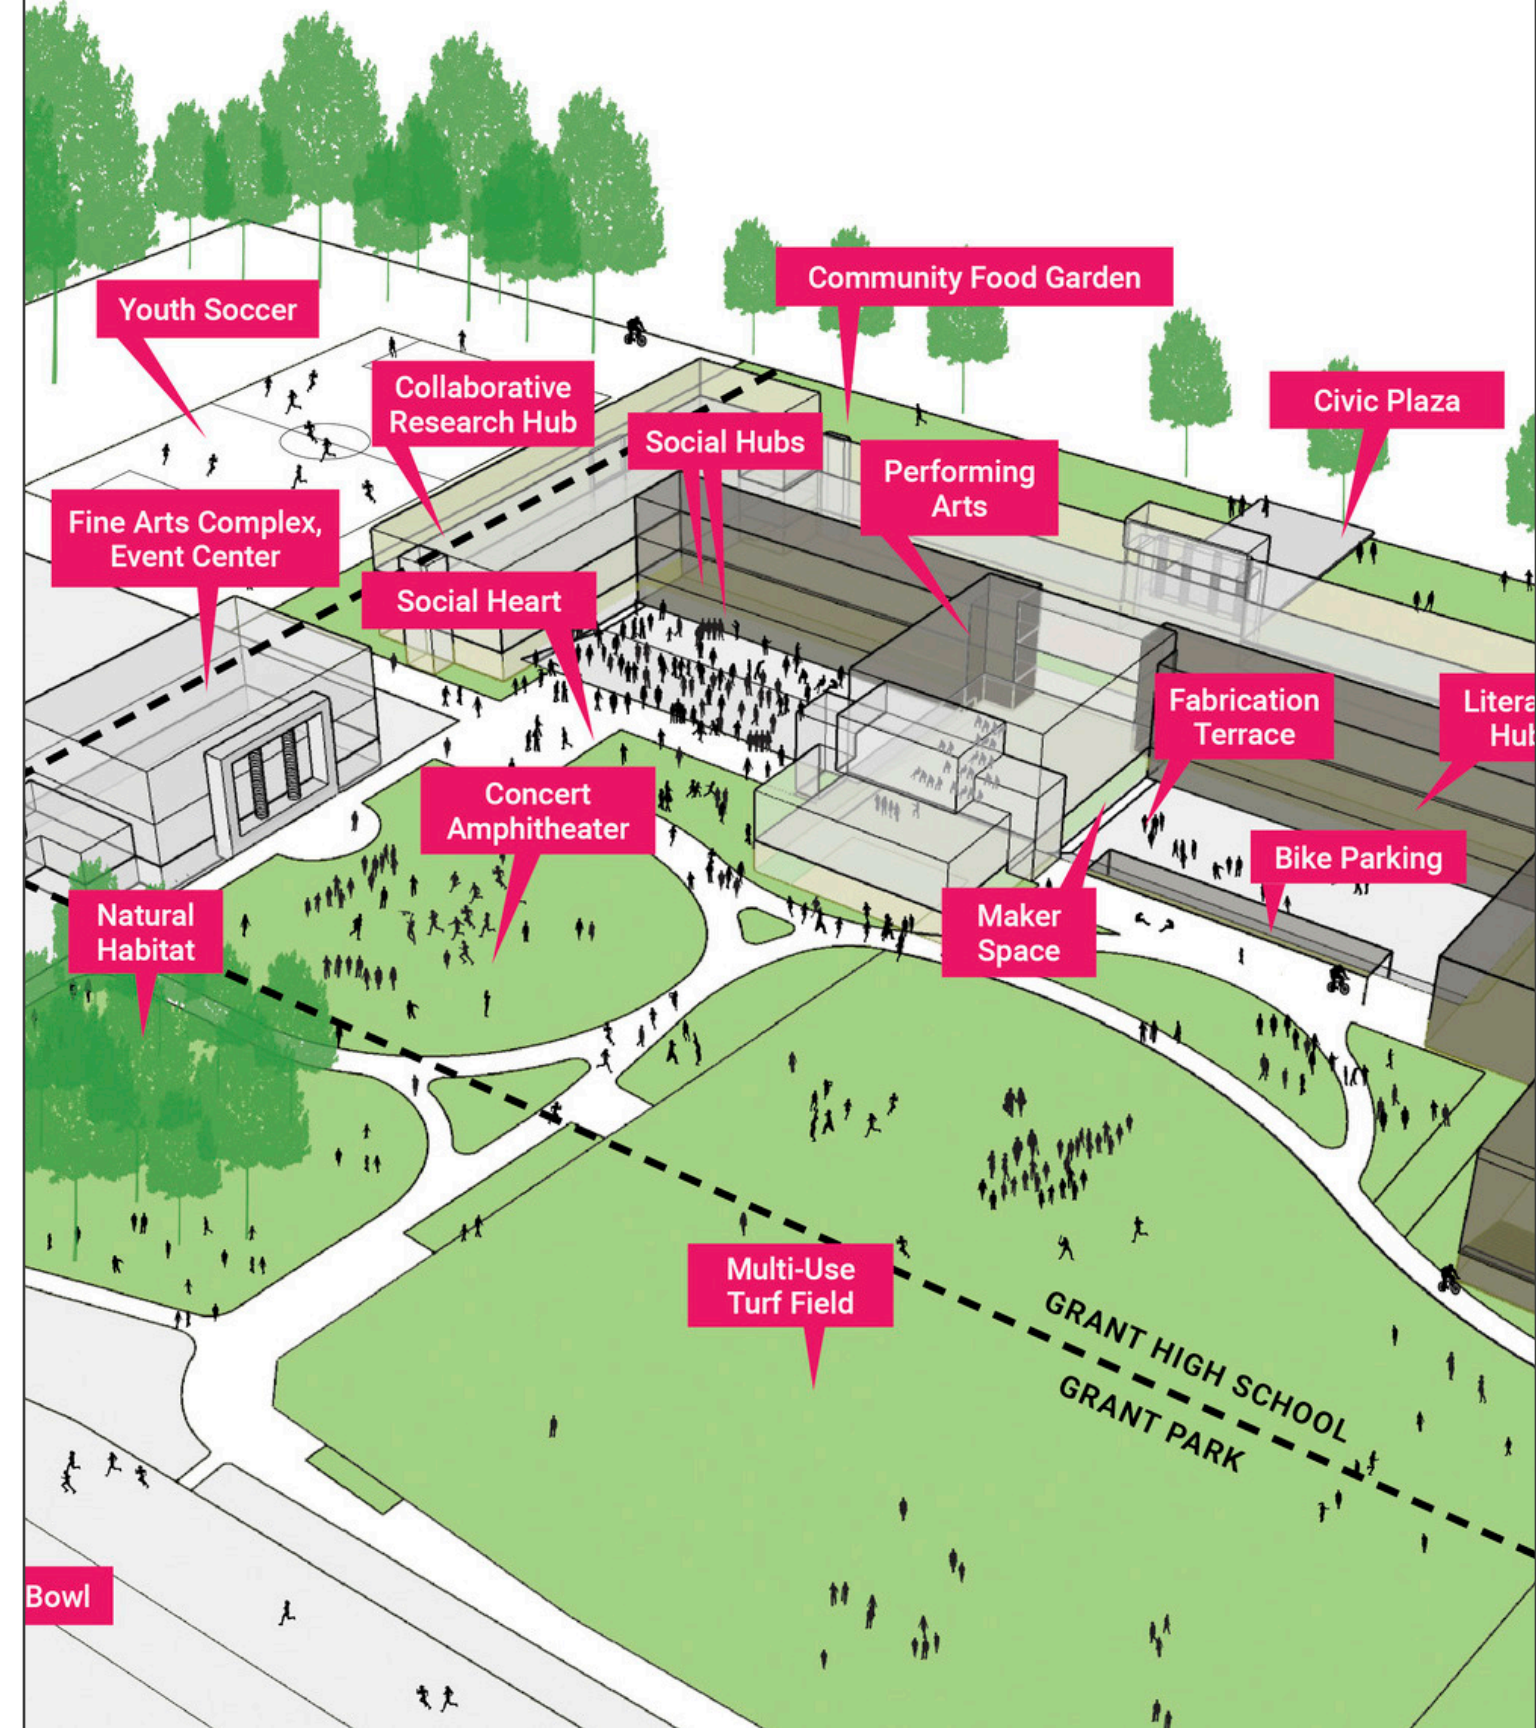 Community Food Garden
Youth Soccer
Collaborative
Research Hub
Civic Plaza
Social Hubs
Performing
Arts
Fine Arts Complex,
Event Center
Social Heart
Fabrication
Terrace
Concert
Amphitheater
Bike Parking
Natural
Habitat
Maker
Space
Multi-Use
Turf Field
GRANT HIGH SCHOOL
GRANT PARK
Bowl